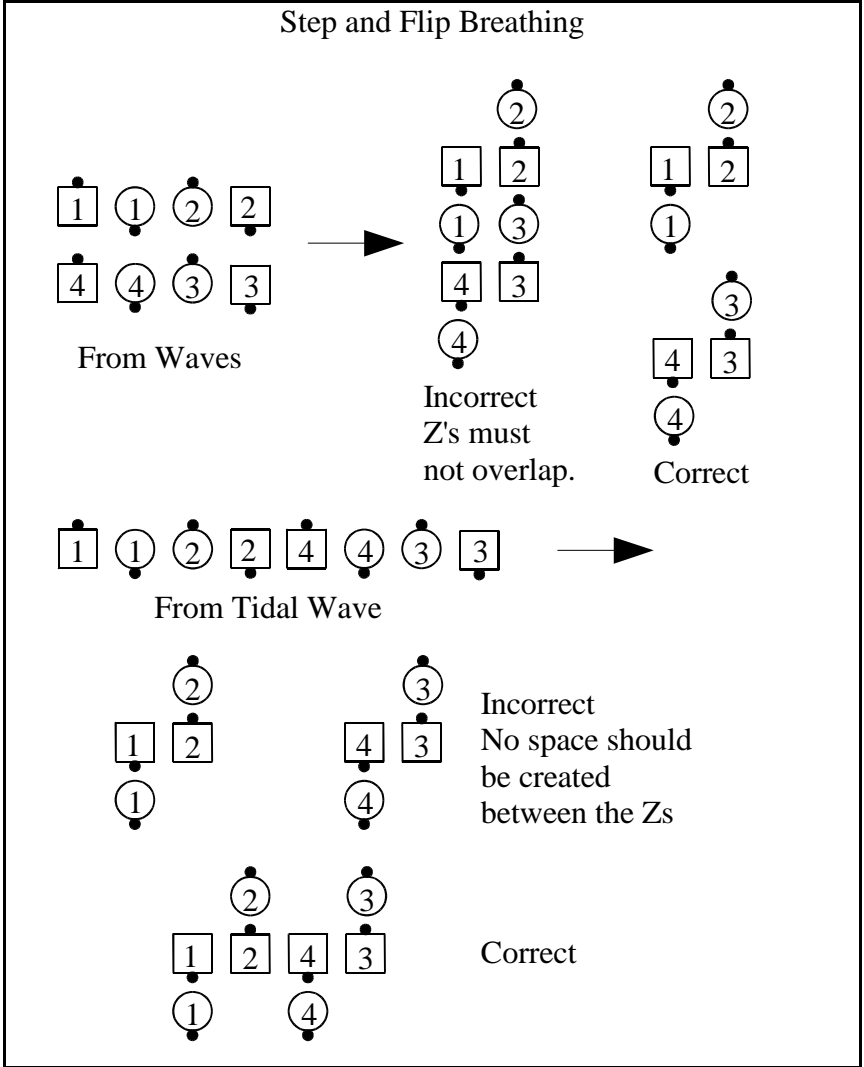 Step and Flip Breathing
2 2
1 2 1 2
1 1 2 2
1 3 1
4 4 3 3
4 3 3
From Waves
4 4 3
Incorrect
Z's must
not overlap.
4
Correct
1 1 2 2 4 4 3 3
From Tidal Wave
2 3
1 2 4 3
1 4
Incorrect
No space should
be created
between the Zs
2 3
1 2 4 3
1 4
Correct